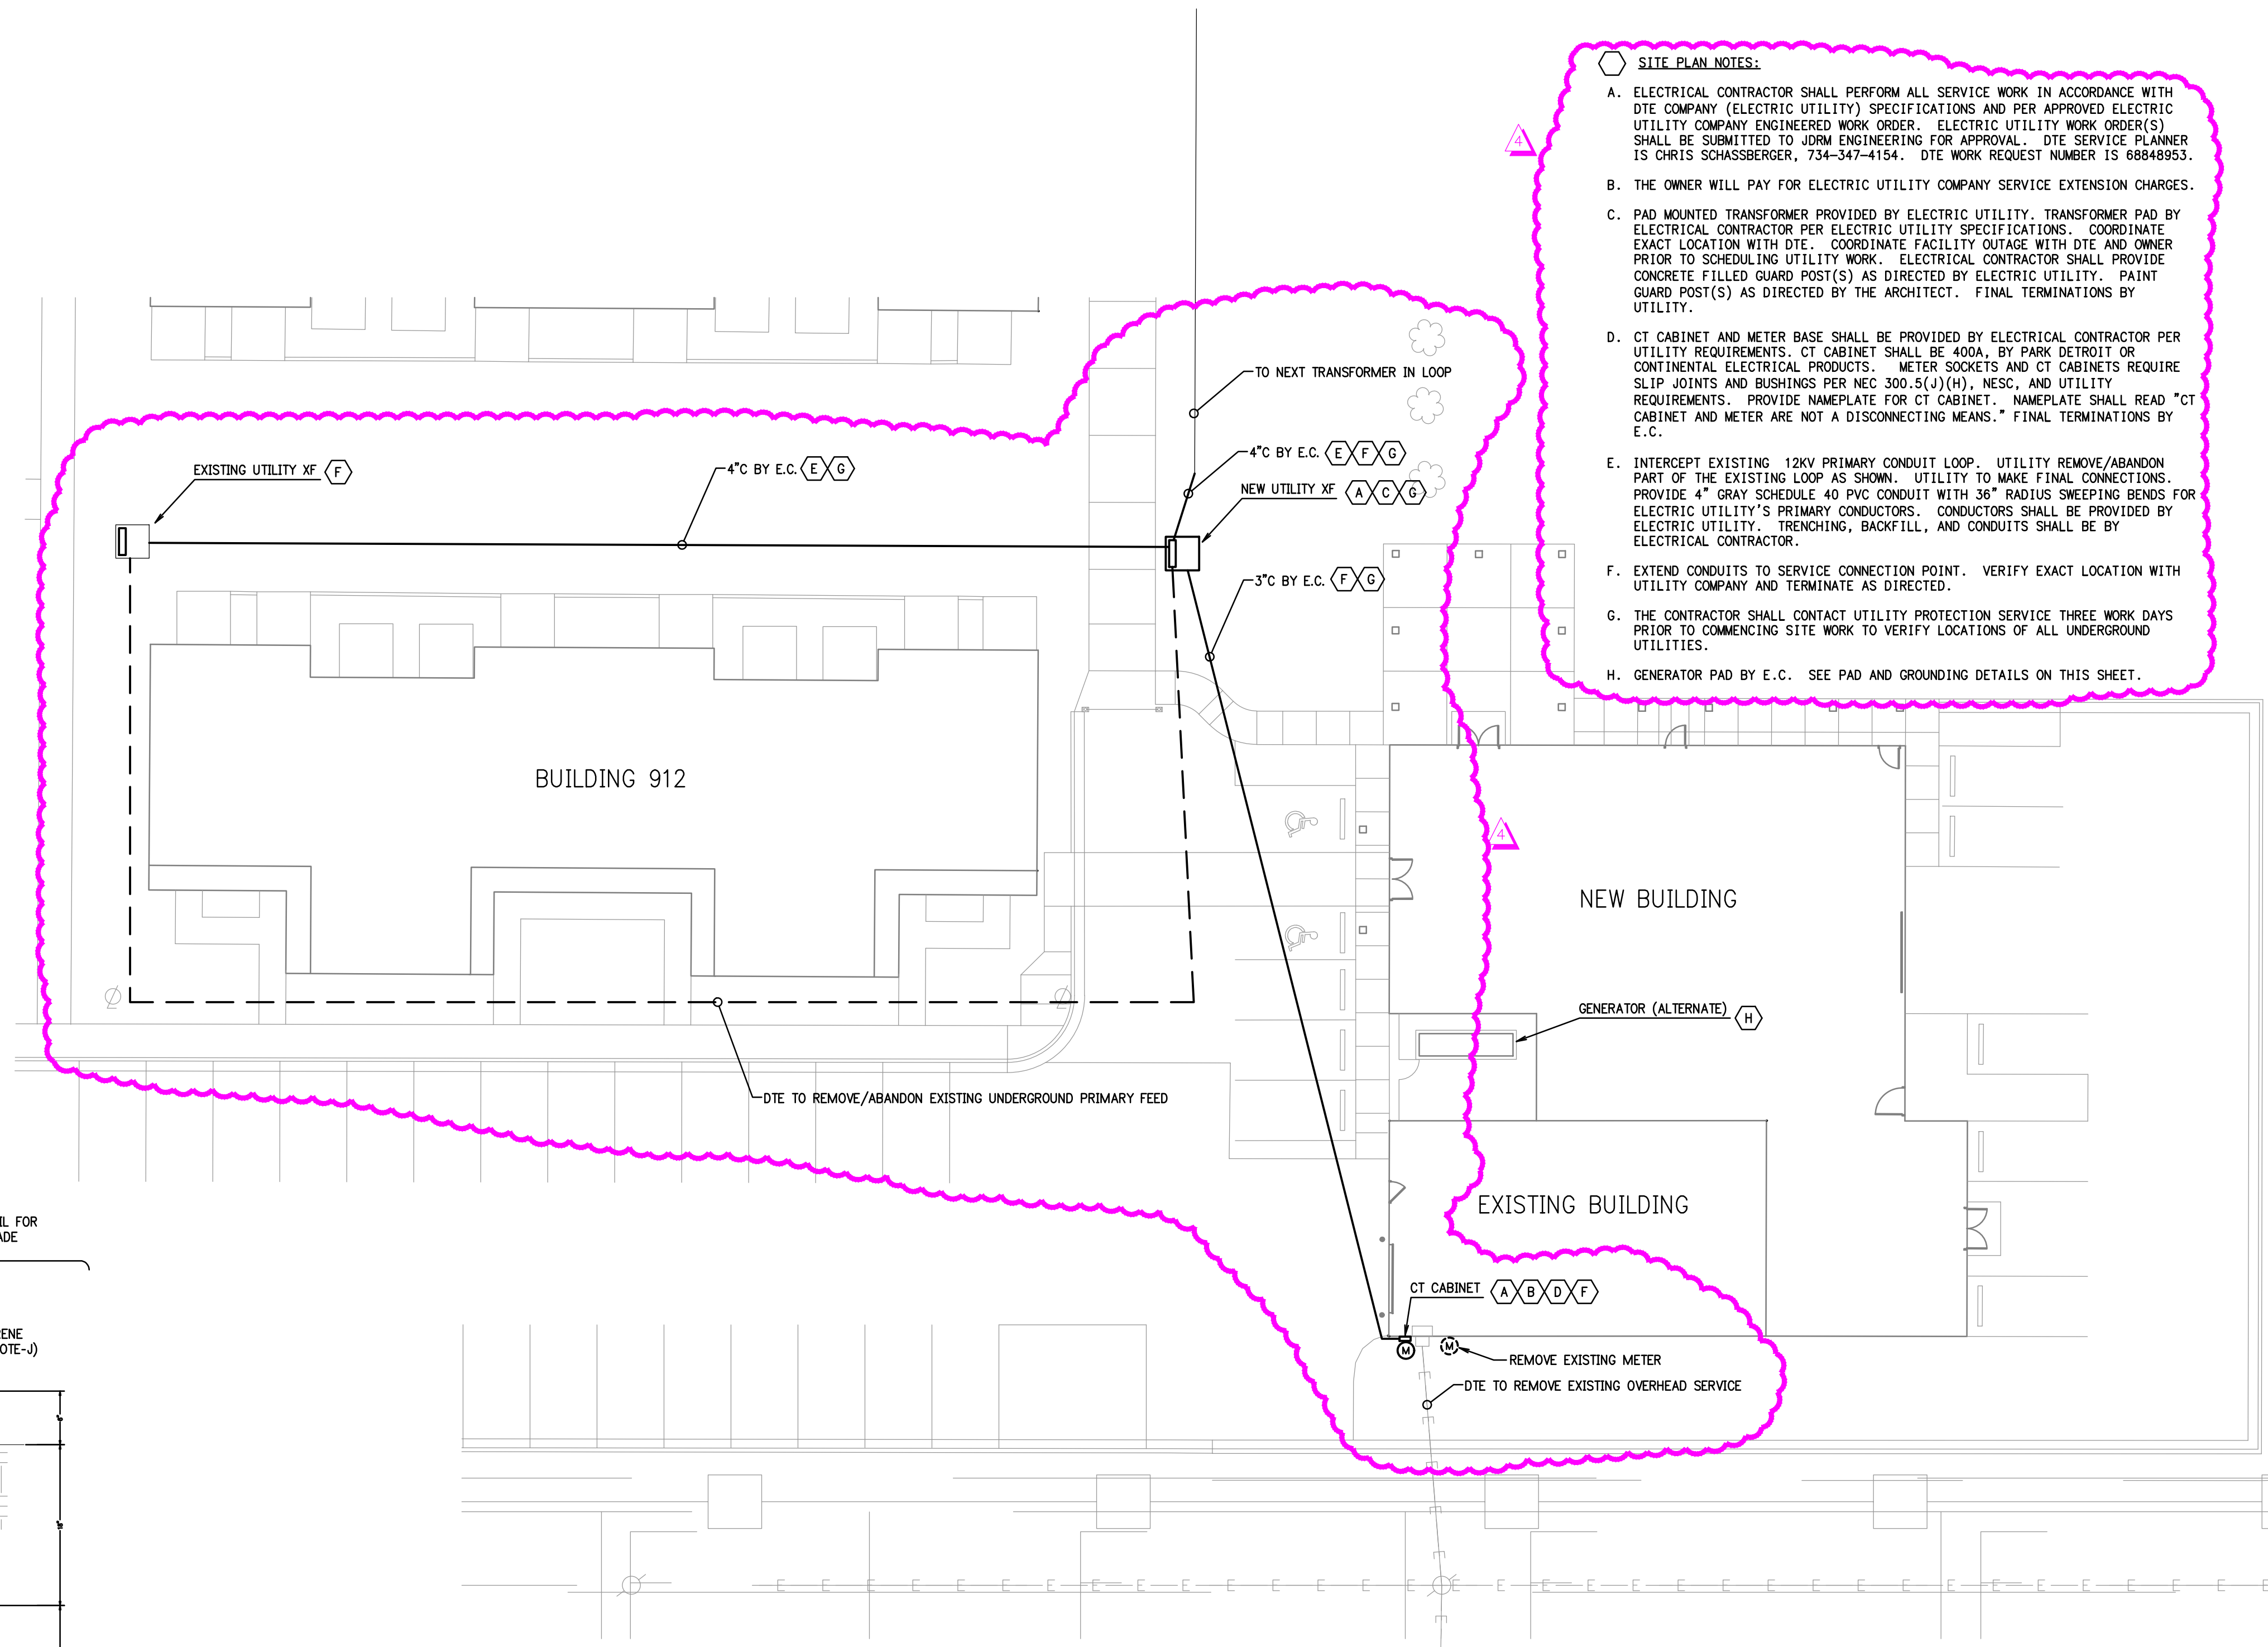 SITE PLAN NOTES:
A. ELECTRICAL CONTRACTOR SHALL PERFORM ALL SERVICE WORK IN ACCORDANCE WITH
DTE COMPANY (ELECTRIC UTILITY) SPECIFICATIONS AND PER APPROVED ELECTRIC
UTILITY COMPANY ENGINEERED WORK ORDER. ELECTRIC UTILITY WORK ORDER(S)
SHALL BE SUBMITTED TO JDRM ENGINEERING FOR APPROVAL. DTE SERVICE PLANNER
IS CHRIS SCHASSBERGER, 734-347-4154. DTE WORK REQUEST NUMBER IS 68848953.
B. THE OWNER WILL PAY FOR ELECTRIC UTILITY COMPANY SERVICE EXTENSION CHARGES.
C. PAD MOUNTED TRANSFORMER PROVIDED BY ELECTRIC UTILITY. TRANSFORMER PAD BY
ELECTRICAL CONTRACTOR PER ELECTRIC UTILITY SPECIFICATIONS. COORDINATE
EXACT LOCATION WITH DTE. COORDINATE FACILITY OUTAGE WITH DTE AND OWNER
PRIOR TO SCHEDULING UTILITY WORK. ELECTRICAL CONTRACTOR SHALL PROVIDE
CONCRETE FILLED GUARD POST(S) AS DIRECTED BY ELECTRIC UTILITY. PAINT
GUARD POST(S) AS DIRECTED BY THE ARCHITECT. FINAL TERMINATIONS BY
UTILITY.
D. CT CABINET AND METER BASE SHALL BE PROVIDED BY ELECTRICAL CONTRACTOR PER
UTILITY REQUIREMENTS. CT CABINET SHALL BE 400A, BY PARK DETROIT OR
CONTINENTAL ELECTRICAL PRODUCTS. METER SOCKETS AND CT CABINETS REQUIRE
SLIP JOINTS AND BUSHINGS PER NEC 300.5(J)(H), NESC, AND UTILITY
REQUIREMENTS. PROVIDE NAMEPLATE FOR CT CABINET. NAMEPLATE SHALL READ "CT
CABINET AND METER ARE NOT A DISCONNECTING MEANS." FINAL TERMINATIONS BY
E.C.
E. INTERCEPT EXISTING 12KV PRIMARY CONDUIT LOOP. UTILITY REMOVE/ABANDON
PART OF THE EXISTING LOOP AS SHOWN. UTILITY TO MAKE FINAL CONNECTIONS.
PROVIDE 4" GRAY SCHEDULE 40 PVC CONDUIT WITH 36" RADIUS SWEEPING BENDS FOR
ELECTRIC UTILITY'S PRIMARY CONDUCTORS. CONDUCTORS SHALL BE PROVIDED BY
ELECTRIC UTILITY. TRENCHING, BACKFILL, AND CONDUITS SHALL BE BY
ELECTRICAL CONTRACTOR.
F. EXTEND CONDUITS TO SERVICE CONNECTION POINT. VERIFY EXACT LOCATION WITH
UTILITY COMPANY AND TERMINATE AS DIRECTED.
G. THE CONTRACTOR SHALL CONTACT UTILITY PROTECTION SERVICE THREE WORK DAYS
PRIOR TO COMMENCING SITE WORK TO VERIFY LOCATIONS OF ALL UNDERGROUND
UTILITIES.
H. GENERATOR PAD BY E.C. SEE PAD AND GROUNDING DETAILS ON THIS SHEET.
4
TO NEXT TRANSFORMER IN LOOP
4"C BY E.C. E F G
EXISTING UTILITY XF F
4"C BY E.C. E G
NEW UTILITY XF A C G
3"C BY E.C. F G
BUILDING 912
4
NEW BUILDING
GENERATOR (ALTERNATE) H
DTE TO REMOVE/ABANDON EXISTING UNDERGROUND PRIMARY FEED
EXISTING BUILDING
IL FOR
ADE
CT CABINET A B D F
RENE
OTE-J)
M
M
REMOVE EXISTING METER
DTE TO REMOVE EXISTING OVERHEAD SERVICE
E E E E E E E E E E E E E E E E E E E E E E E E E E E E E E E E E E